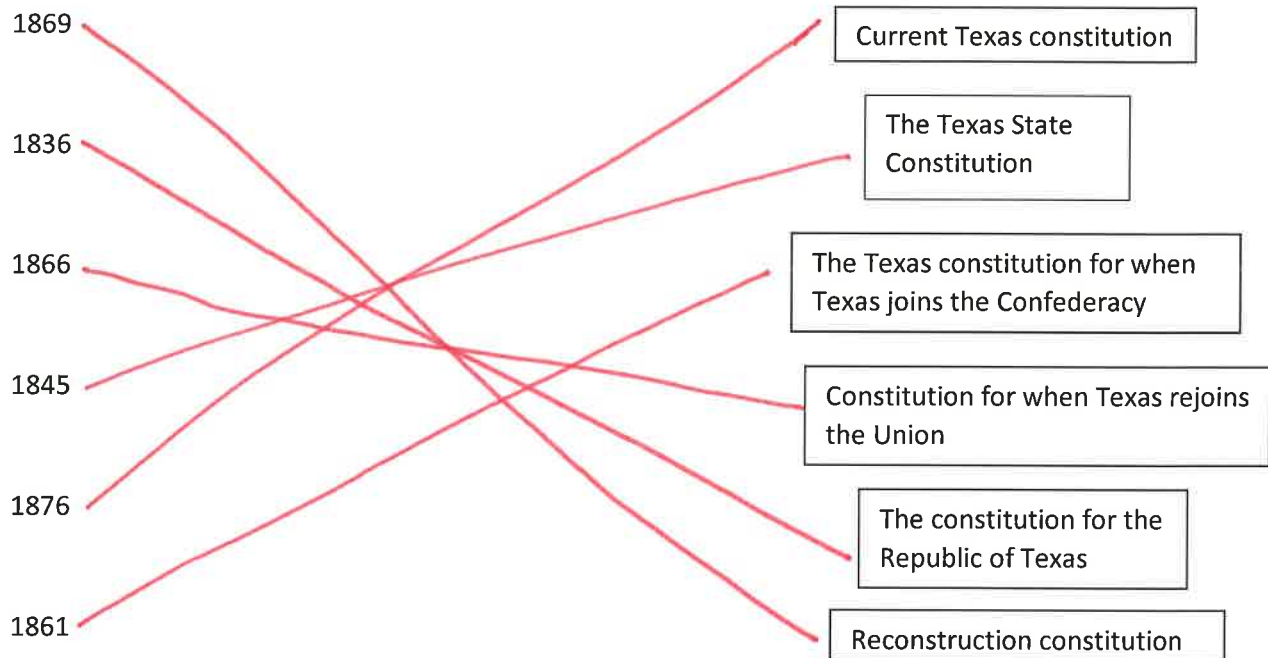 1869
Current Texas constitution
1836
The Texas State
Constitution
1866
The Texas constitution for when
Texas joins the Confederacy
1845
Constitution for when Texas rejoins
the Union
1876
The constitution for the
Republic of Texas
1861
Reconstruction constitution